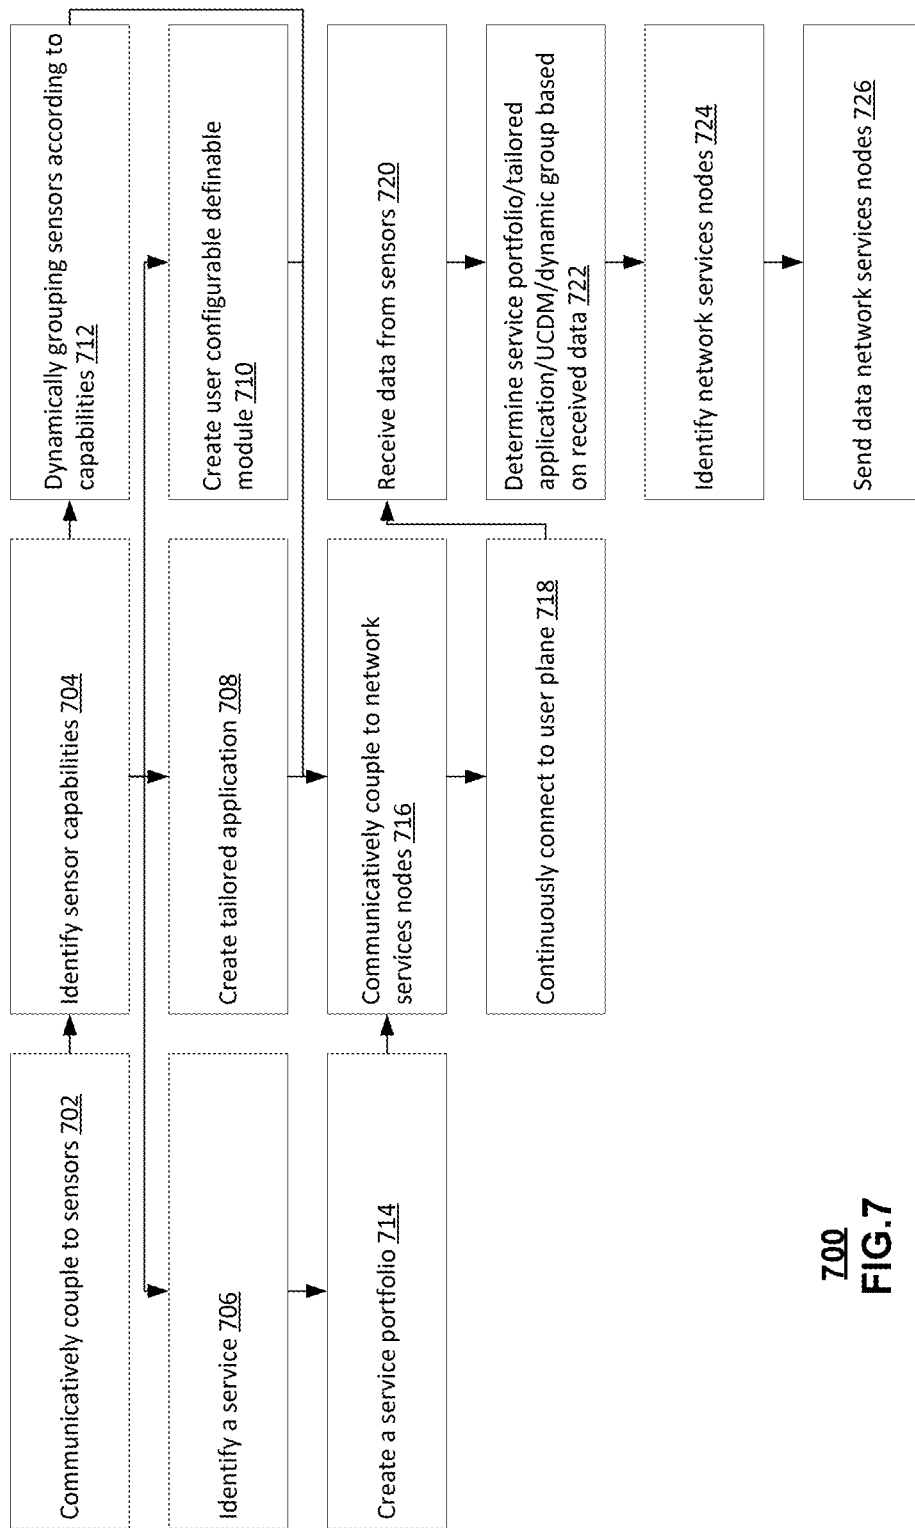 Communicatively couple to sensors 702
Identify sensor capabilities 704
Dynamically grouping sensors according to
capabilities 712
Identify a service 706
Create tailored application 708
Create user configurable definable
module 710
Create a service portfolio 714
Communicatively couple to network
services nodes 716
Receive data from sensors 720
Continuously connect to user plane 718
Determine service portfolio/tailored
application/UCDM/dynamic group based
on received data 722
Identify network services nodes 724
Send data network services nodes 726
700
FIG.7